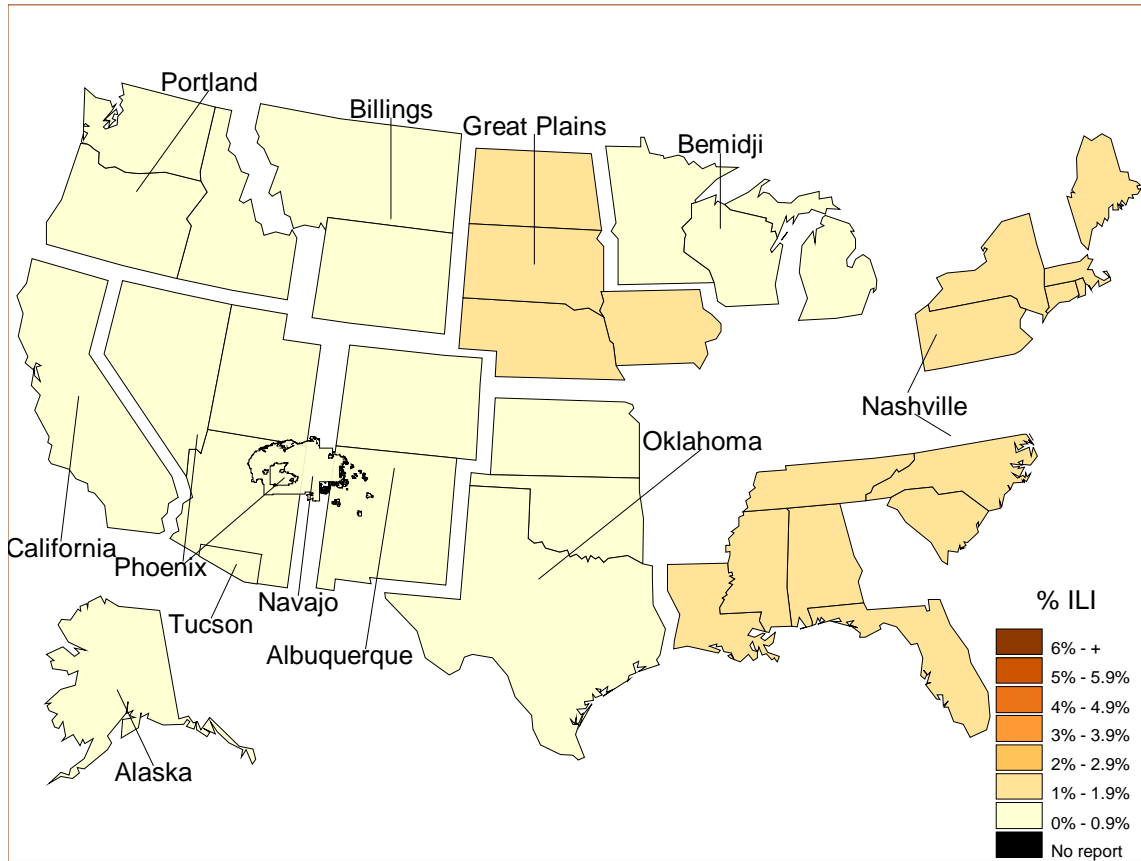 Portland
Billings
Great Plains
Bemidji
Nashville
Oklahoma
California
Phoenix
Navajo
Tucson
Albuquerque
Alaska
% ILI
6% - +
5% - 5.9%
4% - 4.9%
3% - 3.9%
2% - 2.9%
1% - 1.9%
0% - 0.9%
No report